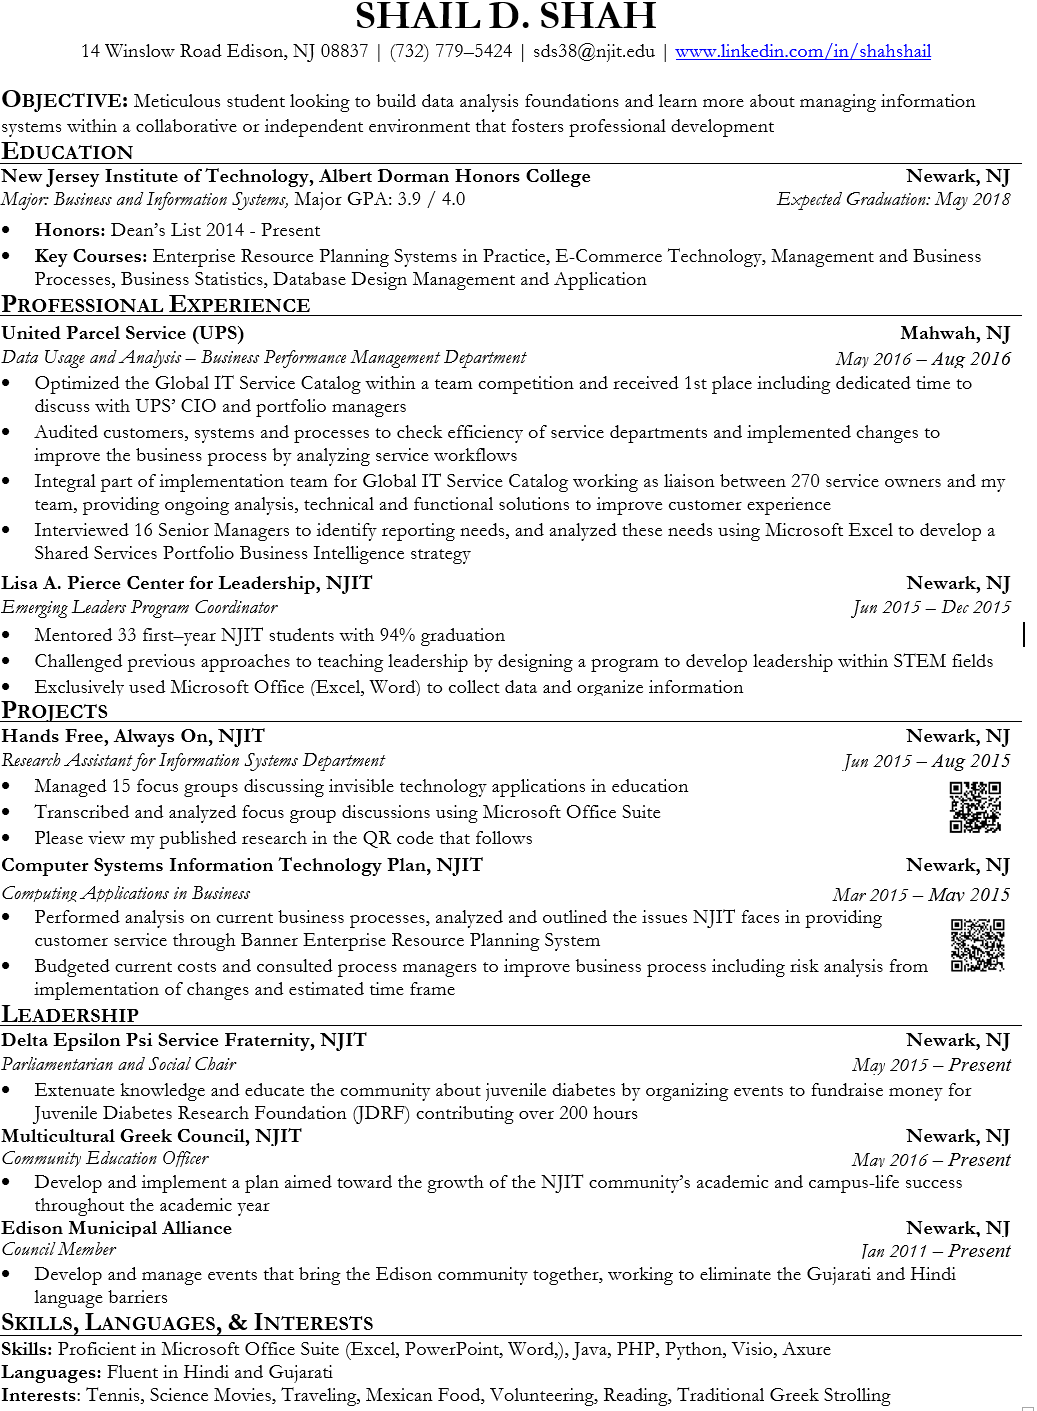 SHAIL D. SHAH
14 Winslow Road Edison, NJ 08837 | (732) 779–5424 | sds38@njit.edu | www.linkedin.com/in/shahshail
OBJECTIVE: Meticulous student looking to build data analysis foundations and learn more about managing information
systems within a collaborative or independent environment that fosters professional development
EDUCATION
New Jersey Institute of Technology, Albert Dorman Honors College Newark, NJ
Major: Business and Information Systems, Major GPA: 3.9 / 4.0 Expected Graduation: May 2018
• Honors: Dean's List 2014 - Present
• Key Courses: Enterprise Resource Planning Systems in Practice, E-Commerce Technology, Management and Business
Processes, Business Statistics, Database Design Management and Application
PROFESSIONAL EXPERIENCE
United Parcel Service (UPS) Mahwah, NJ
Data Usage and Analysis – Business Performance Management Department May 2016 – Aug 2016
• Optimized the Global IT Service Catalog within a team competition and received 1st place including dedicated time to
discuss with UPS' CIO and portfolio managers
• Audited customers, systems and processes to check efficiency of service departments and implemented changes to
improve the business process by analyzing service workflows
• Integral part of implementation team for Global IT Service Catalog working as liaison between 270 service owners and my
team, providing ongoing analysis, technical and functional solutions to improve customer experience
• Interviewed 16 Senior Managers to identify reporting needs, and analyzed these needs using Microsoft Excel to develop a
Shared Services Portfolio Business Intelligence strategy
Lisa A. Pierce Center for Leadership, NJIT Newark, NJ
Emerging Leaders Program Coordinator Jun 2015 – Dec 2015
• Mentored 33 first–year NJIT students with 94% graduation
• Challenged previous approaches to teaching leadership by designing a program to develop leadership within STEM fields
• Exclusively used Microsoft Office (Excel, Word) to collect data and organize information
PROJECTS
Hands Free, Always On, NJIT Newark, NJ
Research Assistant for Information Systems Department Jun 2015 – Aug 2015
• Managed 15 focus groups discussing invisible technology applications in education
• Transcribed and analyzed focus group discussions using Microsoft Office Suite
• Please view my published research in the QR code that follows
Computer Systems Information Technology Plan, NJIT Newark, NJ
Computing Applications in Business Mar 2015 – May 2015
• Performed analysis on current business processes, analyzed and outlined the issues NJIT faces in providing
customer service through Banner Enterprise Resource Planning System
• Budgeted current costs and consulted process managers to improve business process including risk analysis from
implementation of changes and estimated time frame
LEADERSHIP
Delta Epsilon Psi Service Fraternity, NJIT Newark, NJ
Parliamentarian and Social Chair May 2015 – Present
• Extenuate knowledge and educate the community about juvenile diabetes by organizing events to fundraise money for
Juvenile Diabetes Research Foundation (JDRF) contributing over 200 hours
Multicultural Greek Council, NJIT Newark, NJ
Community Education Officer May 2016 – Present
• Develop and implement a plan aimed toward the growth of the NJIT community's academic and campus-life success
throughout the academic year
Edison Municipal Alliance Newark, NJ
Council Member Jan 2011 – Present
• Develop and manage events that bring the Edison community together, working to eliminate the Gujarati and Hindi
language barriers
SKILLS, LANGUAGES, & INTERESTS
Skills: Proficient in Microsoft Office Suite (Excel, PowerPoint, Word,), Java, PHP, Python, Visio, Axure
Languages: Fluent in Hindi and Gujarati
Interests: Tennis, Science Movies, Traveling, Mexican Food, Volunteering, Reading, Traditional Greek Strolling